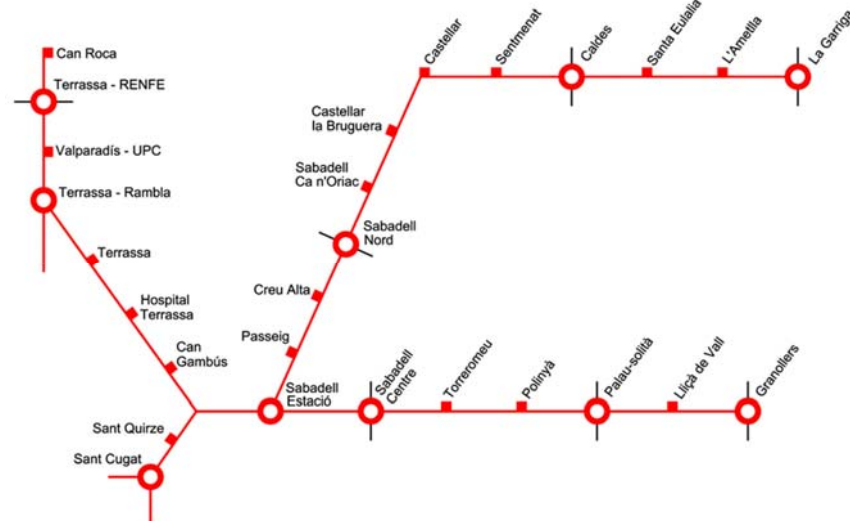 Can Roca
Terrassa - RENFE
Valparadís - UPC
Terrassa - Rambla
Terrassa
Hospital
Terrassa
Can
Gambús
Sant Quirze
Sant Cugat
Sabadell
Estació
Passeig
Creu Alta
Sabadell
Nord
Sabadell
Ca n'Oriac
Castellar
la Bruguera
Castellar
Sentmenat
Caldes
Santa Eulalia
L'Ametlla
La Garriga
Sabadell
Centre
Torreromeu
Polinyà
Palau-solità
Lliçà de Vall
Granollers